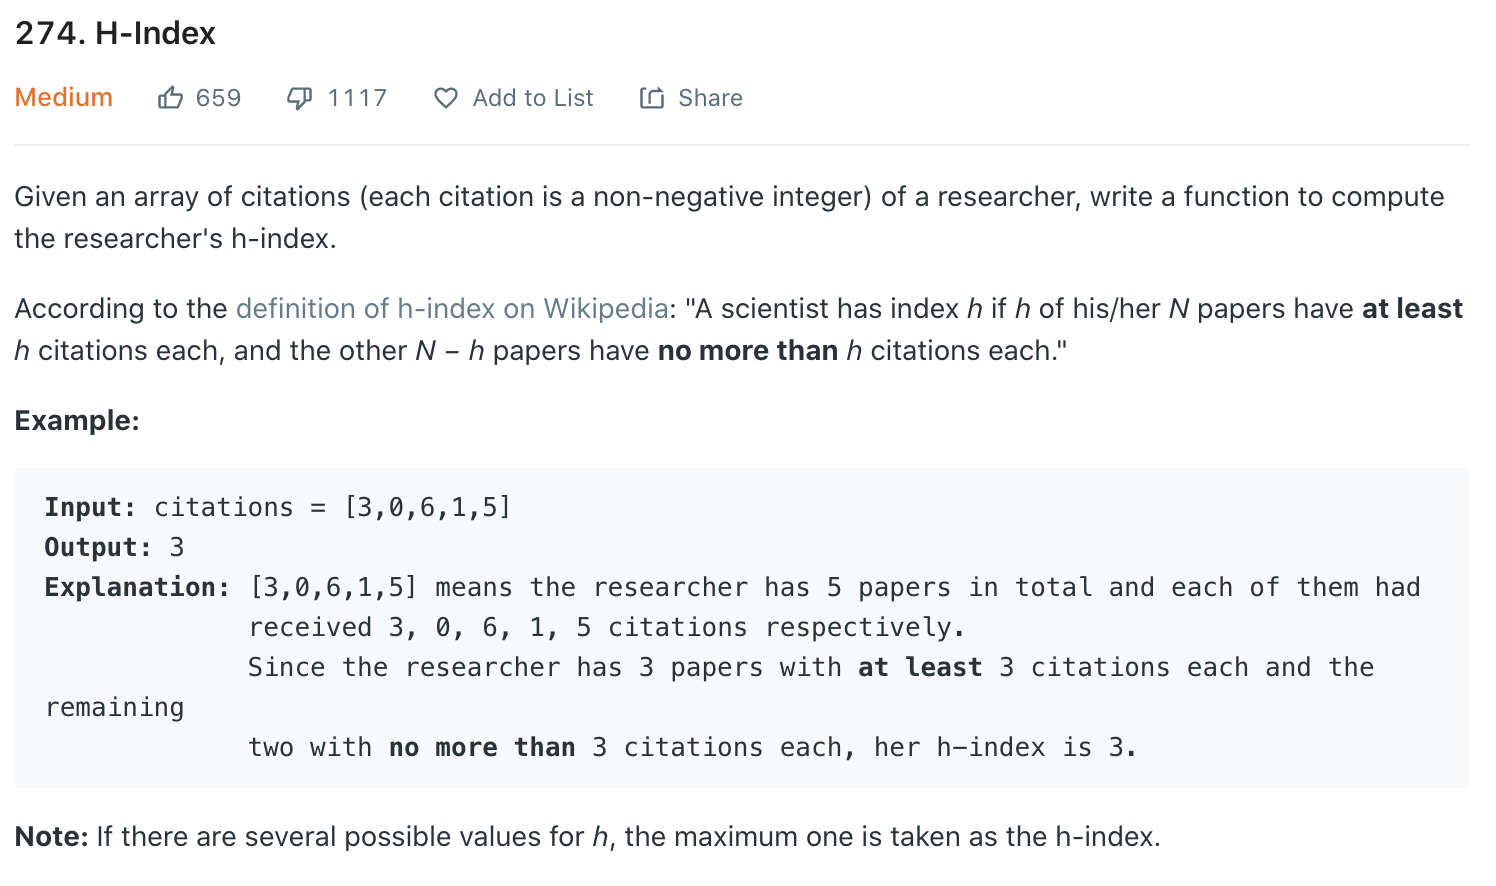 274. H-Index
Medium 659 1117 Add to List Share
Given an array of citations (each citation is a non-negative integer) of a researcher, write a function to compute
the researcher's h-index.
According to the definition of h-index on Wikipedia: "A scientist has index h if h of his/her N papers have at least
h citations each, and the other N − h papers have no more than h citations each."
Example:
Input: citations = [3,0,6,1,5]
Output: 3
Explanation: [3,0,6,1,5] means the researcher has 5 papers in total and each of them had
received 3, 0, 6, 1, 5 citations respectively.
Since the researcher has 3 papers with at least 3 citations each and the
remaining
two with no more than 3 citations each, her h-index is 3.
Note: If there are several possible values for h, the maximum one is taken as the h-index.